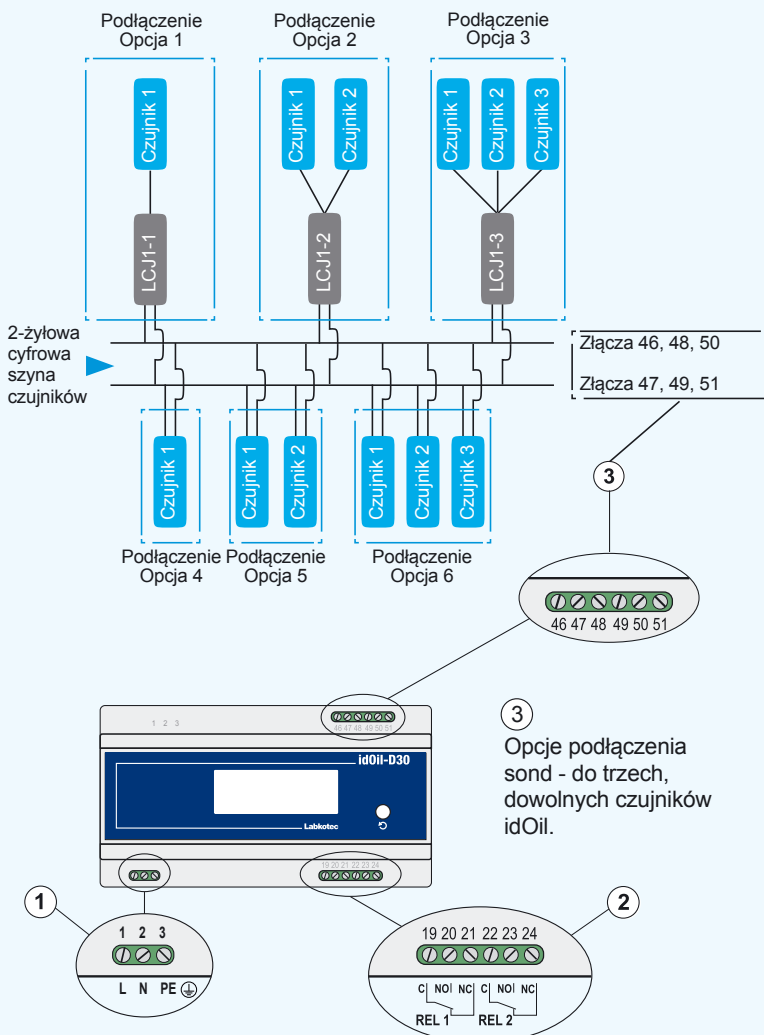 Podłączenie
Opcja 1
Podłączenie
Opcja 2
Podłączenie
Opcja 3
Czujnik 1
Czujnik 1
Czujnik 2
Czujnik 1
Czujnik 2
Czujnik 3
LCJ1-1
LCJ1-2
LCJ1-3
2-żyłowa
cyfrowa
szyna
czujników
Złącza 46, 48, 50
Złącza 47, 49, 51
Czujnik 1
Czujnik 1
Czujnik 2
Czujnik 1
Czujnik 2
Czujnik 3
Podłączenie
Opcja 4
Podłączenie
Opcja 5
Podłączenie
Opcja 6
3
46 47 48 49 50 51
1 2 3
46 47 48 49 50 51
idOil-D30
Labkotec
19 20 21 22 23 24
3
Opcje podłączenia
sond - do trzech,
dowolnych czujników
idOil.
1
1 2 3
L N PE
2
19 20 21 22 23 24
C NO NC C NO NC
REL 1 REL 2